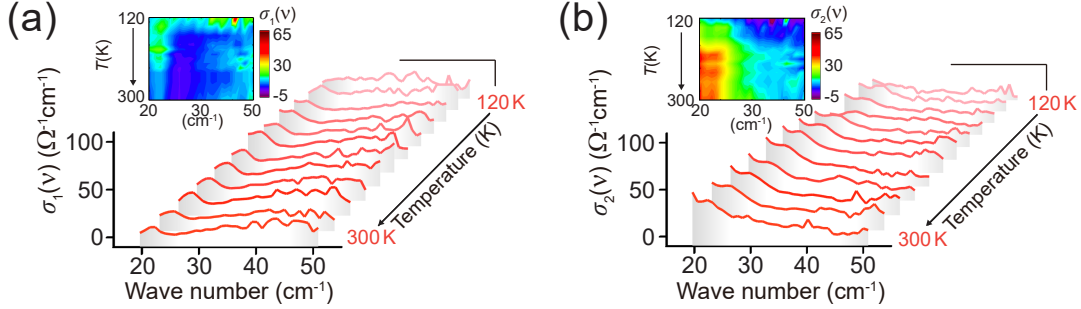 (a)
σ₁(ν)
120
T(K)
300
65
30
-5
20 30 50
(cm⁻¹)
σ₁(ν) (Ω⁻¹cm⁻¹)
100
50
0
120 K
Temperature (K)
300 K
20 30 40 50
Wave number (cm⁻¹)
(b)
σ₂(ν)
120
T(K)
300
65
30
-5
20 30 50
(cm⁻¹)
σ₂(ν) (Ω⁻¹cm⁻¹)
100
50
0
120 K
Temperature (K)
300 K
20 30 40 50
Wave number (cm⁻¹)